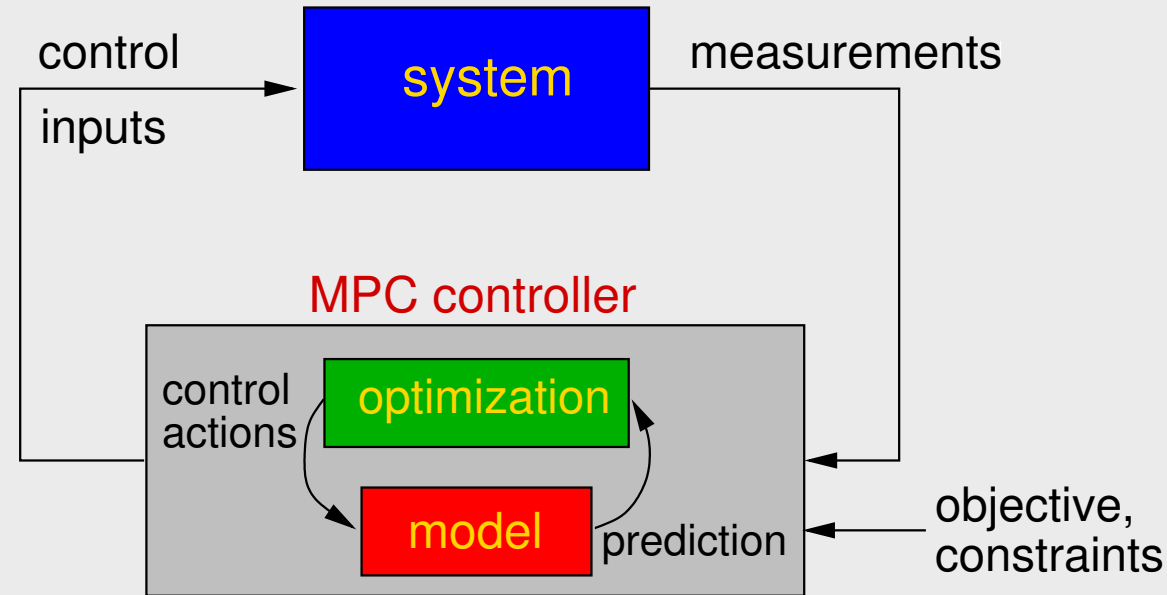 control
inputs
system
measurements
MPC controller
control
actions
optimization
model
prediction
objective,
constraints